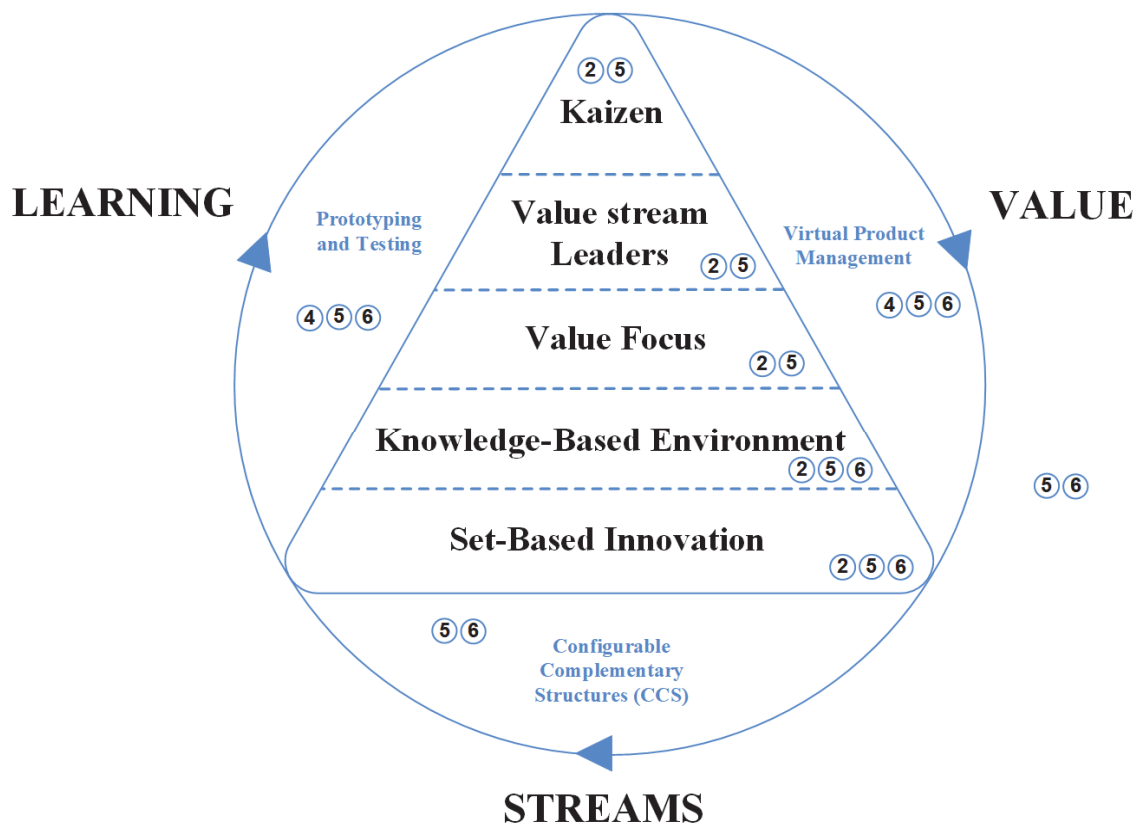 2 5
Kaizen
LEARNING
VALUE
Prototyping
and Testing
Value stream
Leaders
2 5
Virtual Product
Management
4 5 6
4 5 6
Value Focus
2 5
Knowledge-Based Environment
2 5 6
5 6
Set-Based Innovation
2 5 6
5 6
Configurable
Complementary
Structures (CCS)
STREAMS